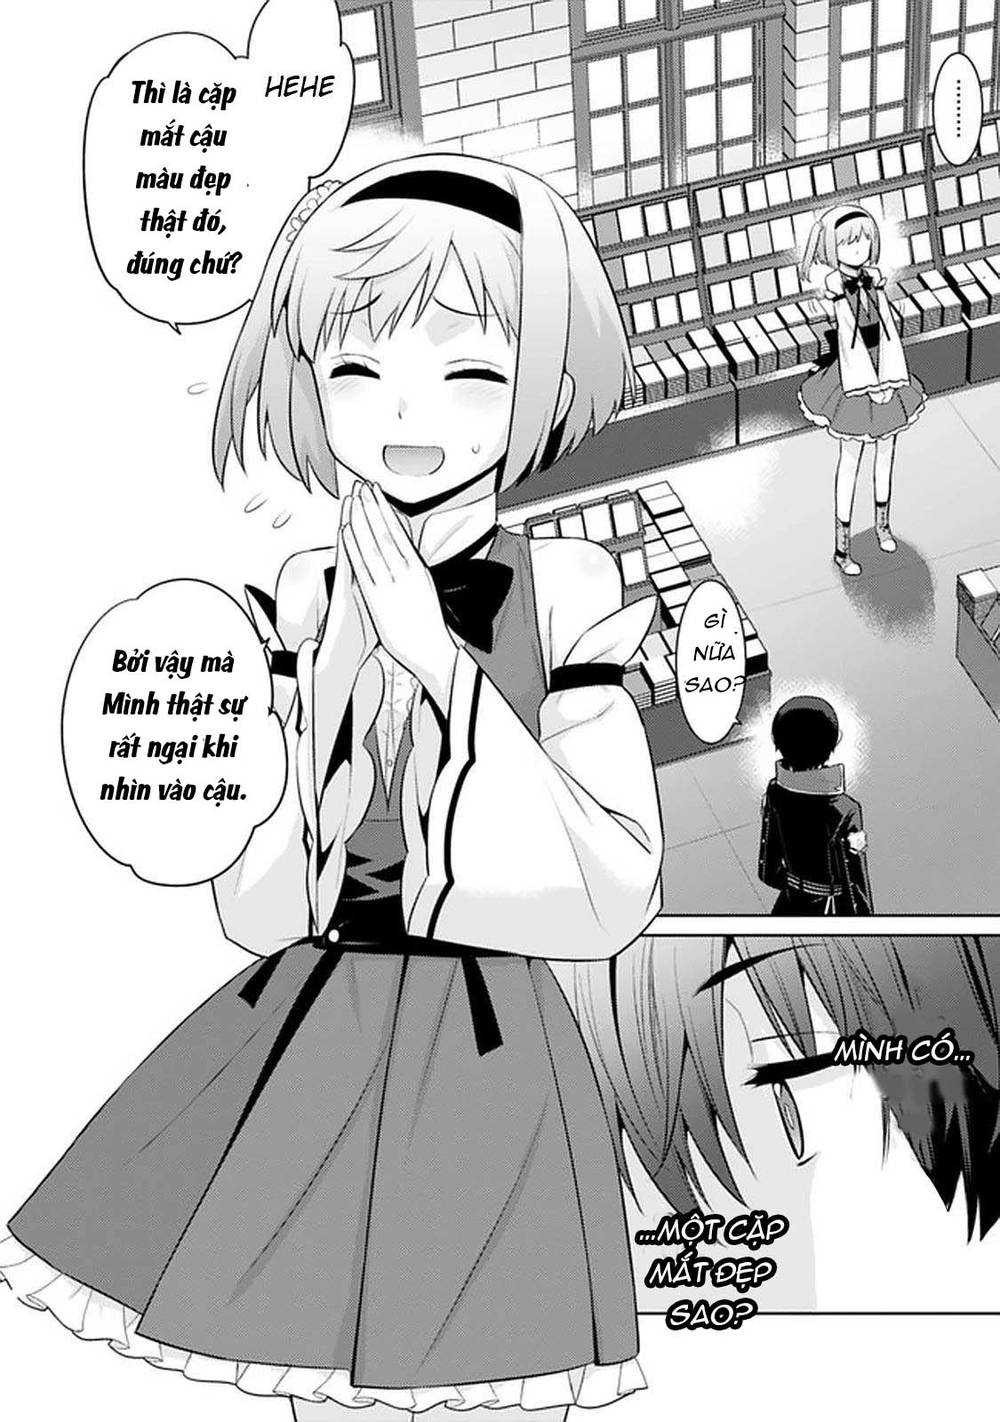 .........
GÌ
NỮA
SAO?
HEHE
Thì là cặp
mắt cậu
màu đẹp
thật đó,
đúng chứ?
Bởi vậy mà
Mình thật sự
rất ngại khi
nhìn vào cậu.
MÌNH CÓ...
...MỘT CẶP
MẮT ĐẸP
SAO?